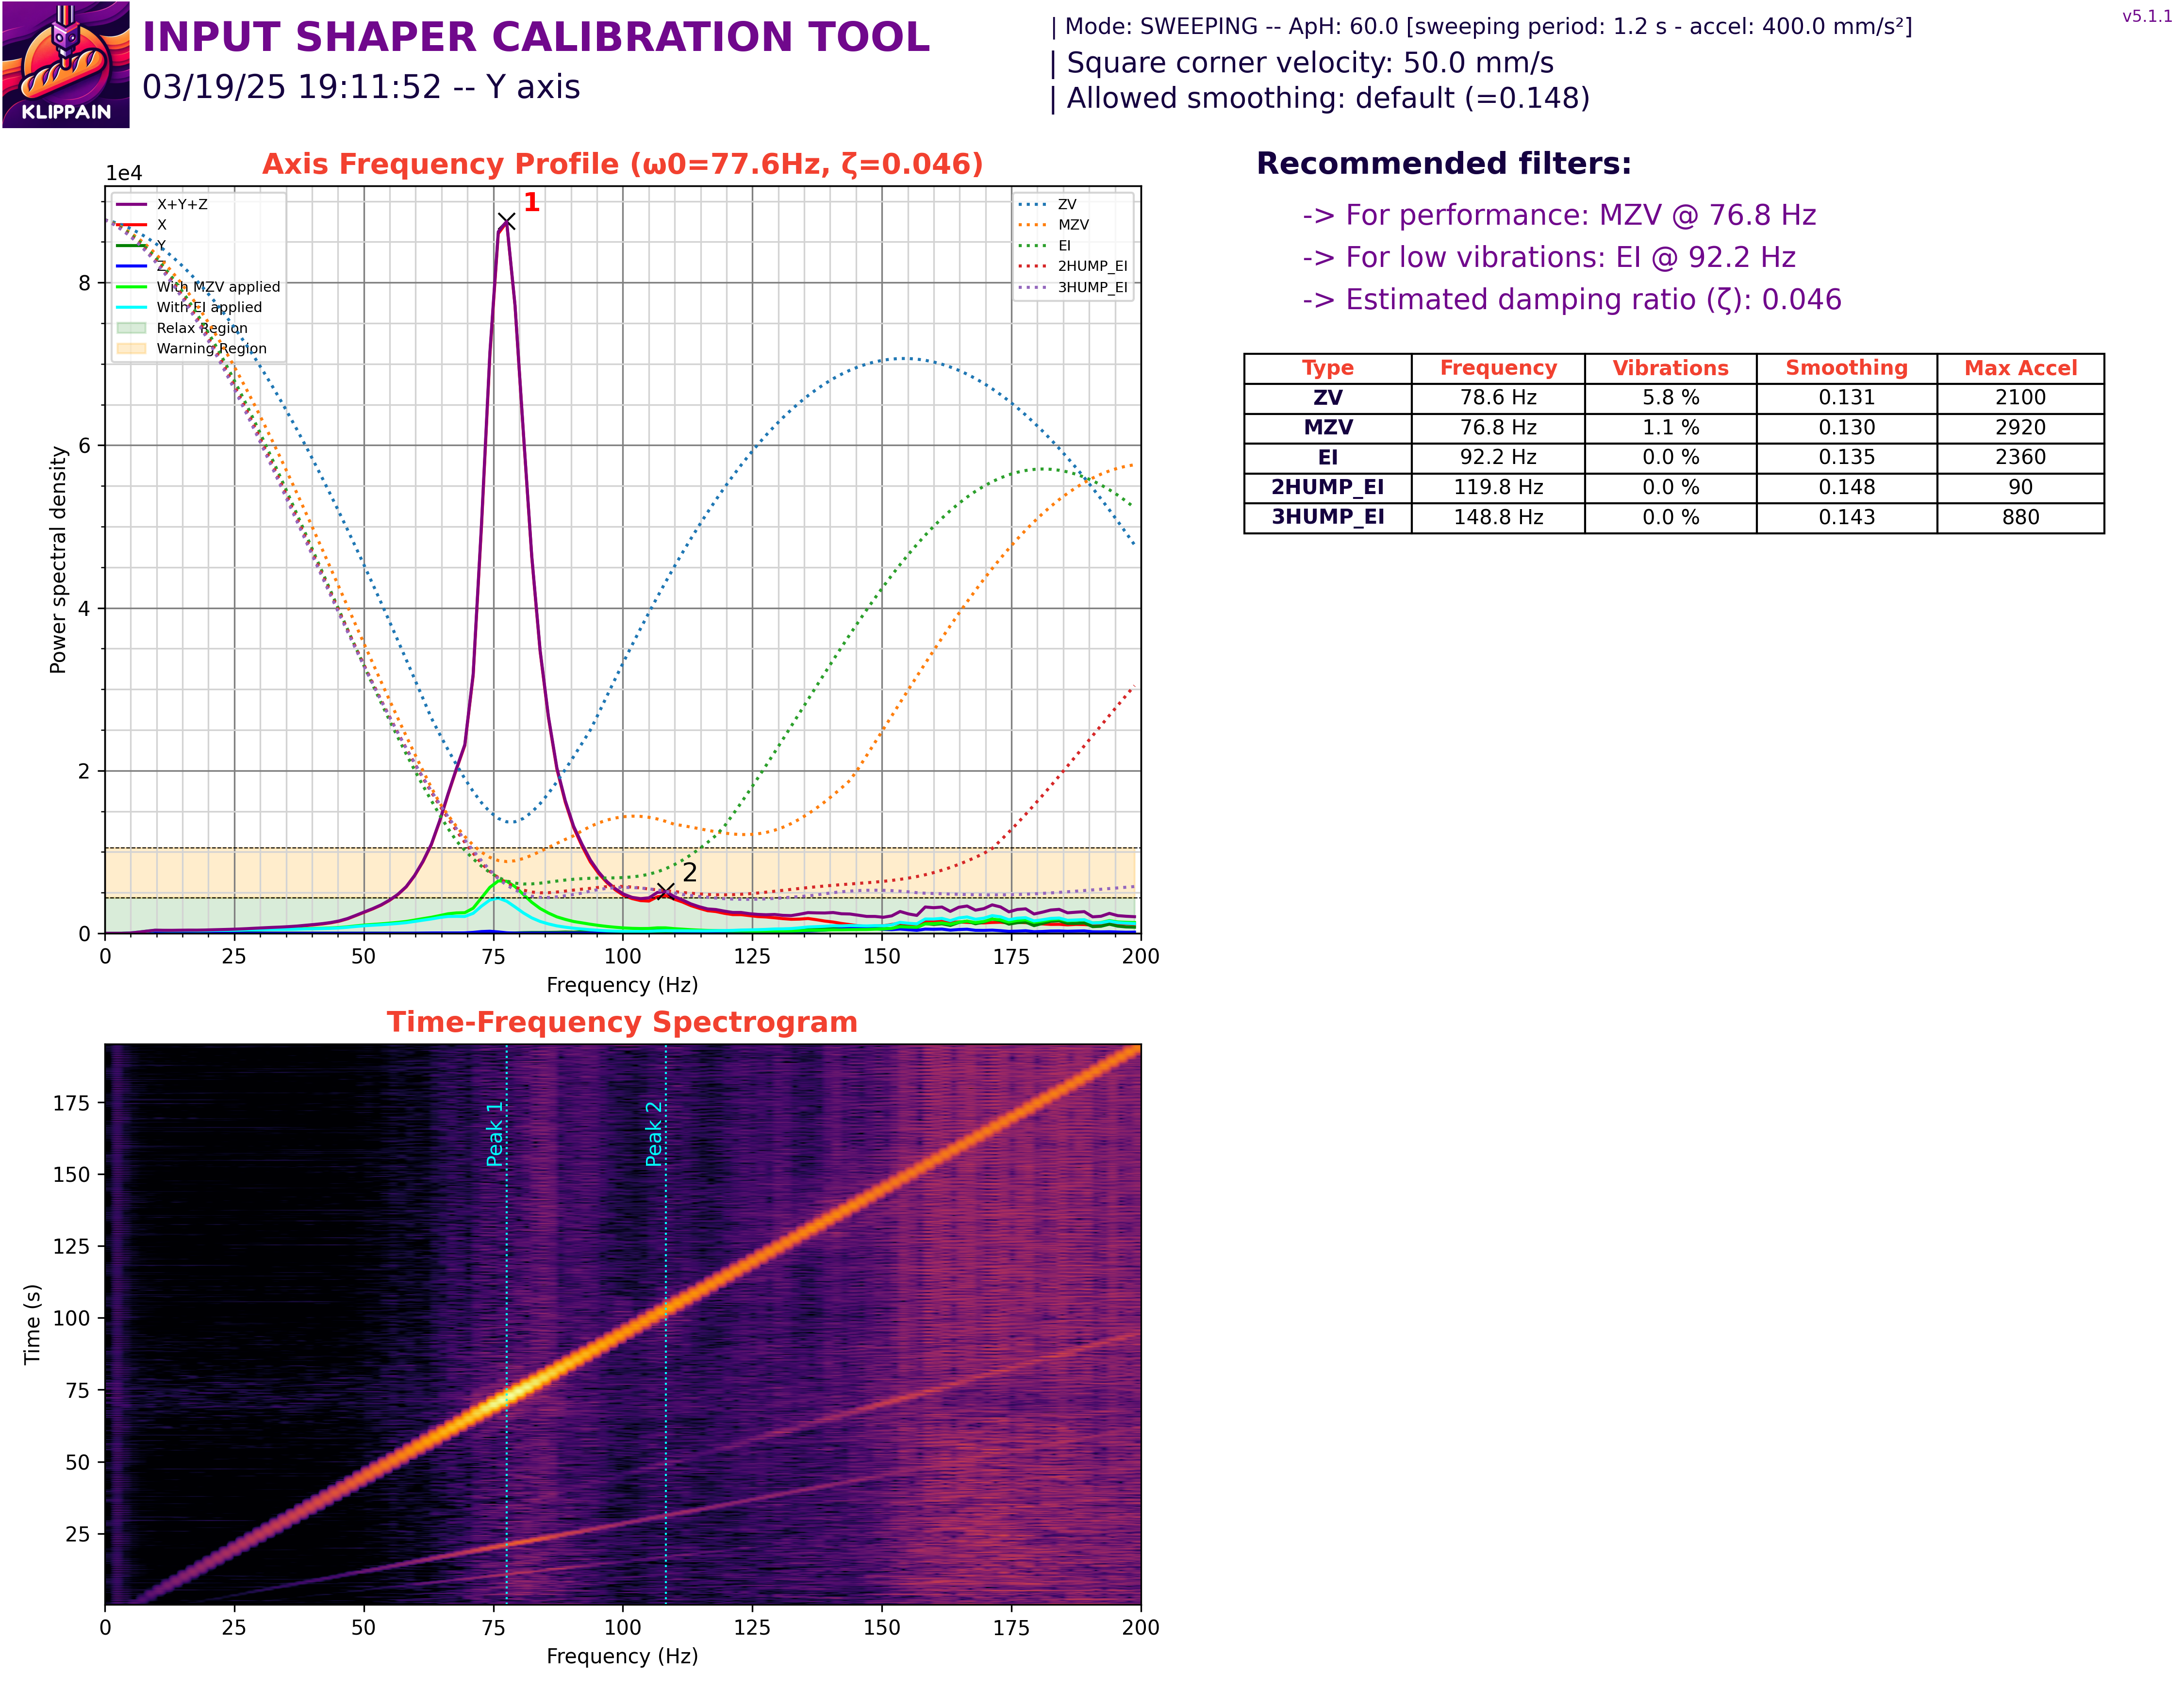 KLIPPAIN
INPUT SHAPER CALIBRATION TOOL
03/19/25 19:11:52 -- Y axis
| Mode: SWEEPING -- ApH: 60.0 [sweeping period: 1.2 s - accel: 400.0 mm/s²]
| Square corner velocity: 50.0 mm/s
| Allowed smoothing: default (=0.148)
v5.1.1
Axis Frequency Profile (ω0=77.6Hz, ζ=0.046)
1e4
X+Y+Z
X
Y
Z
With MZV applied
With EI applied
Relax Region
Warning Region
ZV
MZV
EI
2HUMP_EI
3HUMP_EI
1
2
Power spectral density
8
6
4
2
0
0 25 50 75 100 125 150 175 200
Frequency (Hz)
Recommended filters:
-> For performance: MZV @ 76.8 Hz
-> For low vibrations: EI @ 92.2 Hz
-> Estimated damping ratio (ζ): 0.046
Type Frequency Vibrations Smoothing Max Accel
ZV 78.6 Hz 5.8 % 0.131 2100
MZV 76.8 Hz 1.1 % 0.130 2920
EI 92.2 Hz 0.0 % 0.135 2360
2HUMP_EI 119.8 Hz 0.0 % 0.148 90
3HUMP_EI 148.8 Hz 0.0 % 0.143 880
Time-Frequency Spectrogram
Time (s)
175
150
125
100
75
50
25
Peak 1
Peak 2
0 25 50 75 100 125 150 175 200
Frequency (Hz)